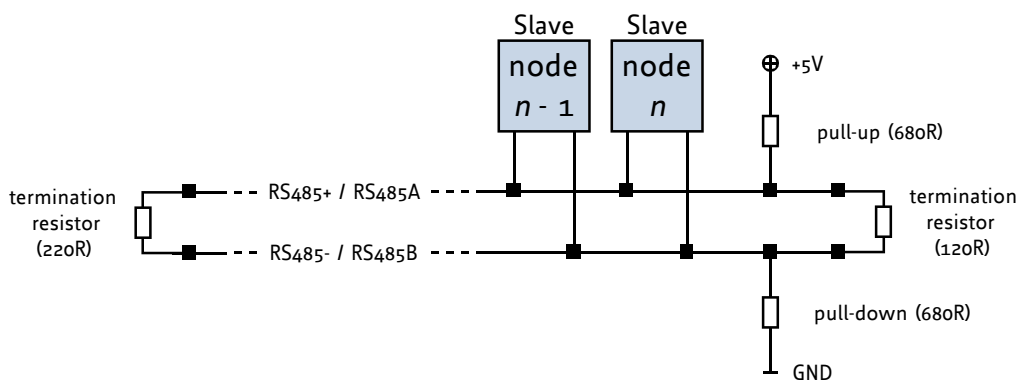 Slave
Slave
node
n - 1
node
n
+5V
pull-up (680R)
termination
resistor
(220R)
RS485+ / RS485A
RS485- / RS485B
termination
resistor
(120R)
pull-down (680R)
GND